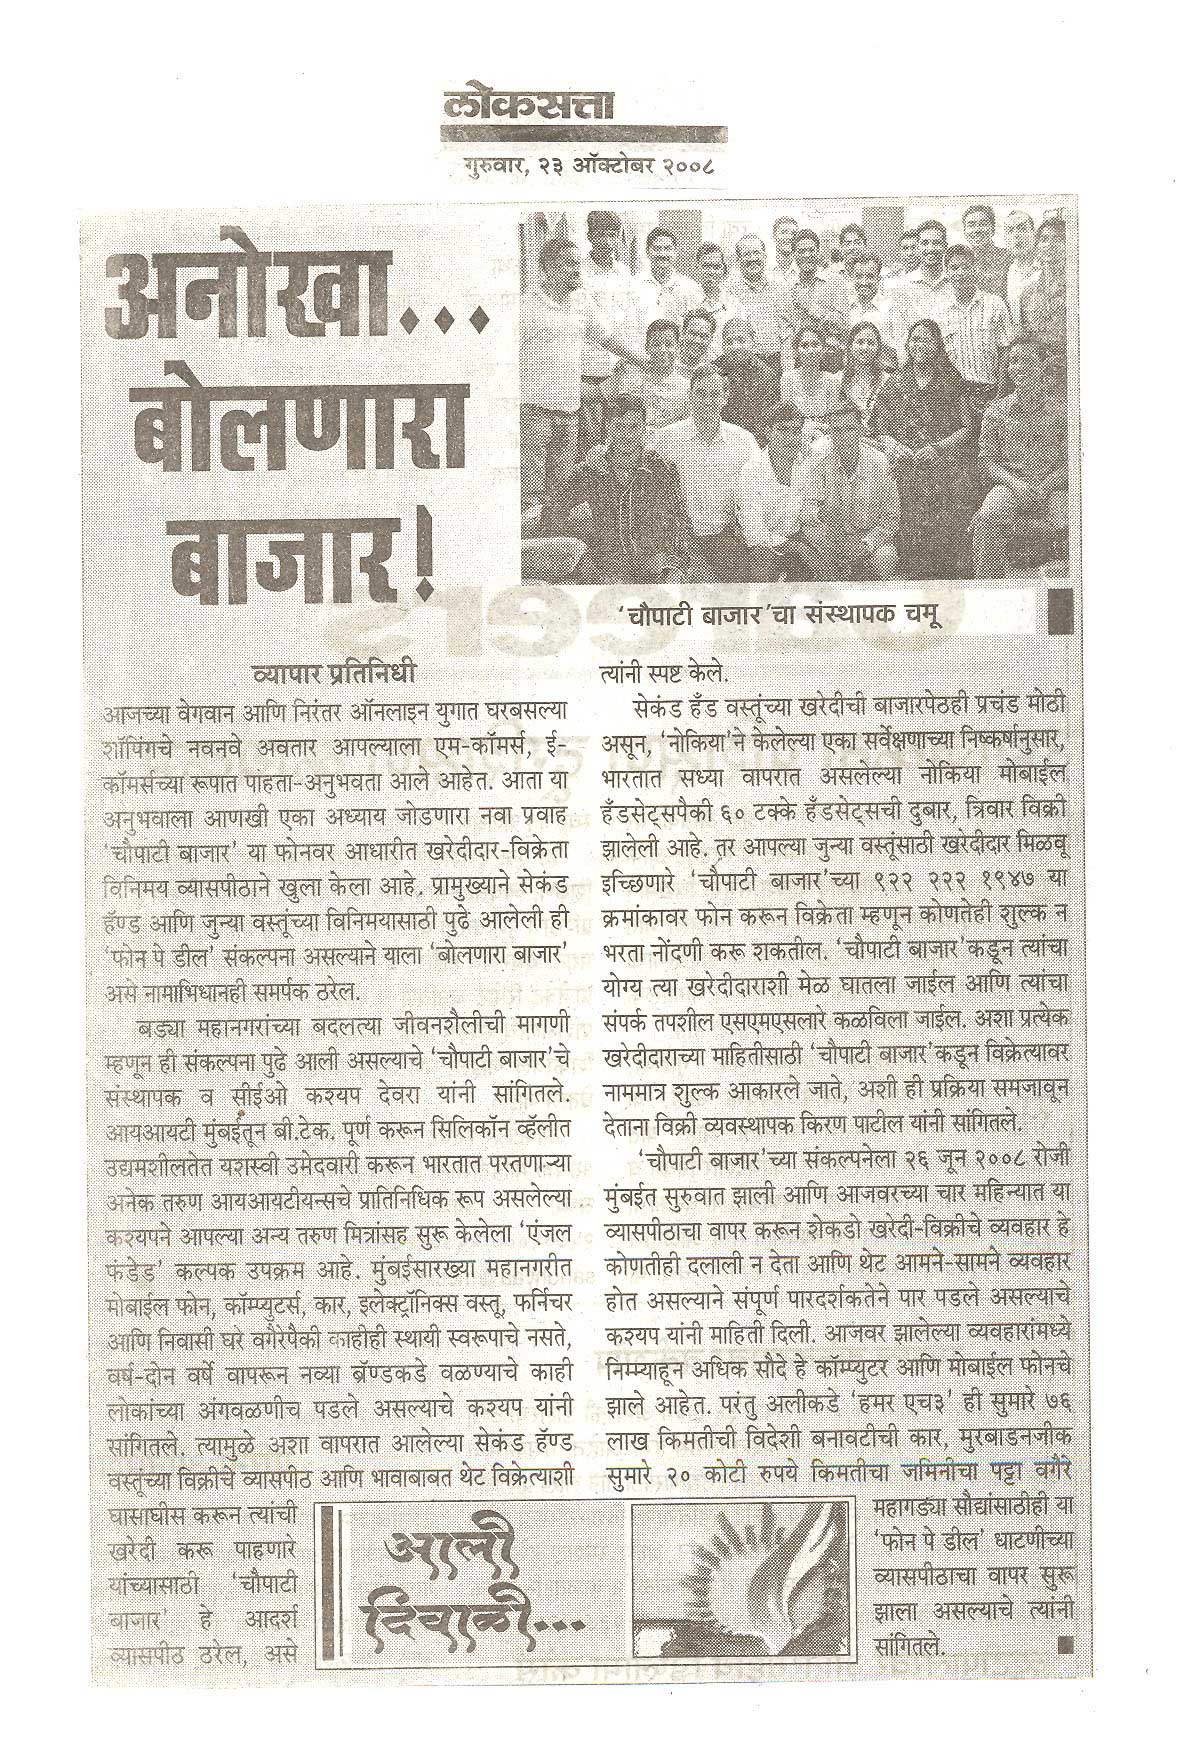 लोकसत्ता
गुरुवार, २३ ऑक्टोबर २००८
अनोखा...
बोलणारा
बाजार!
'चौपाटी बाजार'चा संस्थापक चमू
व्यापार प्रतिनिधी
आजच्या वेगवान आणि निरंतर ऑनलाइन युगात घरबसल्या
शॉपिंगचे नवनवे अवतार आपल्याला एम-कॉमर्स, ई-
कॉमर्सच्या रूपात पाहता-अनुभवता आले आहेत. आता या
अनुभवाला आणखी एका अध्याय जोडणारा नवा प्रवाह
'चौपाटी बाजार' या फोनवर आधारीत खरेदीदार-विक्रेता
विनिमय व्यासपीठाने खुला केला आहे. प्रामुख्याने सेकंड
हॅण्ड आणि जुन्या वस्तूंच्या विनिमयासाठी पुढे आलेली ही
'फोन पे डील' संकल्पना असल्याने याला 'बोलणारा बाजार'
असे नामाभिधानही समर्पक ठरेल.
बड्या महानगरांच्या बदलत्या जीवनशैलीची मागणी
म्हणून ही संकल्पना पुढे आली असल्याचे 'चौपाटी बाजार'चे
संस्थापक व सीईओ कश्यप देवरा यांनी सांगितले.
आयआयटी मुंबईतून बी.टेक. पूर्ण करून सिलिकॉन व्हॅलीत
उद्यमशीलतेत यशस्वी उमेदवारी करून भारतात परतणाऱ्या
अनेक तरुण आयआयटीयन्सचे प्रातिनिधिक रूप असलेल्या
कश्यपने आपल्या अन्य तरुण मित्रांसह सुरू केलेला 'एंजल
फंडेड' कल्पक उपक्रम आहे. मुंबईसारख्या महानगरीत
मोबाईल फोन, कॉम्प्युटर्स, कार, इलेक्ट्रॉनिक्स वस्तू, फर्निचर
आणि निवासी घरे वगैरेपैकी काहीही स्थायी स्वरूपाचे नसते,
वर्ष-दोन वर्षे वापरून नव्या ब्रॅण्डकडे वळण्याचे काही
लोकांच्या अंगवळणीच पडले असल्याचे कश्यप यांनी
सांगितले. त्यामुळे अशा वापरात आलेल्या सेकंड हॅण्ड
वस्तूंच्या विक्रीचे व्यासपीठ आणि भावाबाबत थेट विक्रेत्याशी
घासाघीस करून त्यांची
खरेदी करू पाहणारे
यांच्यासाठी 'चौपाटी
बाजार' हे आदर्श
व्यासपीठ ठरेल, असे
त्यांनी स्पष्ट केले.
सेकंड हँड वस्तूंच्या खरेदीची बाजारपेठही प्रचंड मोठी
असून, 'नोकिया'ने केलेल्या एका सर्वेक्षणाच्या निष्कर्षानुसार,
भारतात सध्या वापरात असलेल्या नोकिया मोबाईल
हँडसेट्सपैकी ६० टक्के हँडसेट्सची दुबार, त्रिवार विक्री
झालेली आहे. तर आपल्या जुन्या वस्तूंसाठी खरेदीदार मिळवू
इच्छिणारे 'चौपाटी बाजार'च्या ९२२ २२२ १९४७ या
क्रमांकावर फोन करून विक्रेता म्हणून कोणतेही शुल्क न
भरता नोंदणी करू शकतील. 'चौपाटी बाजार'कडून त्यांचा
योग्य त्या खरेदीदाराशी मेळ घातला जाईल आणि त्यांचा
संपर्क तपशील एसएमएसलारे कळविला जाईल. अशा प्रत्येक
खरेदीदाराच्या माहितीसाठी 'चौपाटी बाजार'कडून विक्रेत्यावर
नाममात्र शुल्क आकारले जाते, अशी ही प्रक्रिया समजावून
देताना विक्री व्यवस्थापक किरण पाटील यांनी सांगितले.
'चौपाटी बाजार'च्या संकल्पनेला २६ जून २००८ रोजी
मुंबईत सुरुवात झाली आणि आजवरच्या चार महिन्यात या
व्यासपीठाचा वापर करून शेकडो खरेदी-विक्रीचे व्यवहार हे
कोणतीही दलाली न देता आणि थेट आमने-सामने व्यवहार
होत असल्याने संपूर्ण पारदर्शकतेने पार पडले असल्याचे
कश्यप यांनी माहिती दिली. आजवर झालेल्या व्यवहारांमध्ये
निम्म्याहून अधिक सौदे हे कॉम्प्युटर आणि मोबाईल फोनचे
झाले आहेत. परंतु अलीकडे 'हमर एच३' ही सुमारे ७६
लाख किमतीची विदेशी बनावटीची कार, मुरबाडनजीक
सुमारे २० कोटी रुपये किमतीचा जमिनीचा पट्टा वगैरे
महागड्या सौद्यांसाठीही या
'फोन पे डील' धाटणीच्या
व्यासपीठाचा वापर सुरू
झाला असल्याचे त्यांनी
सांगितले.
आली
दिवाळी...